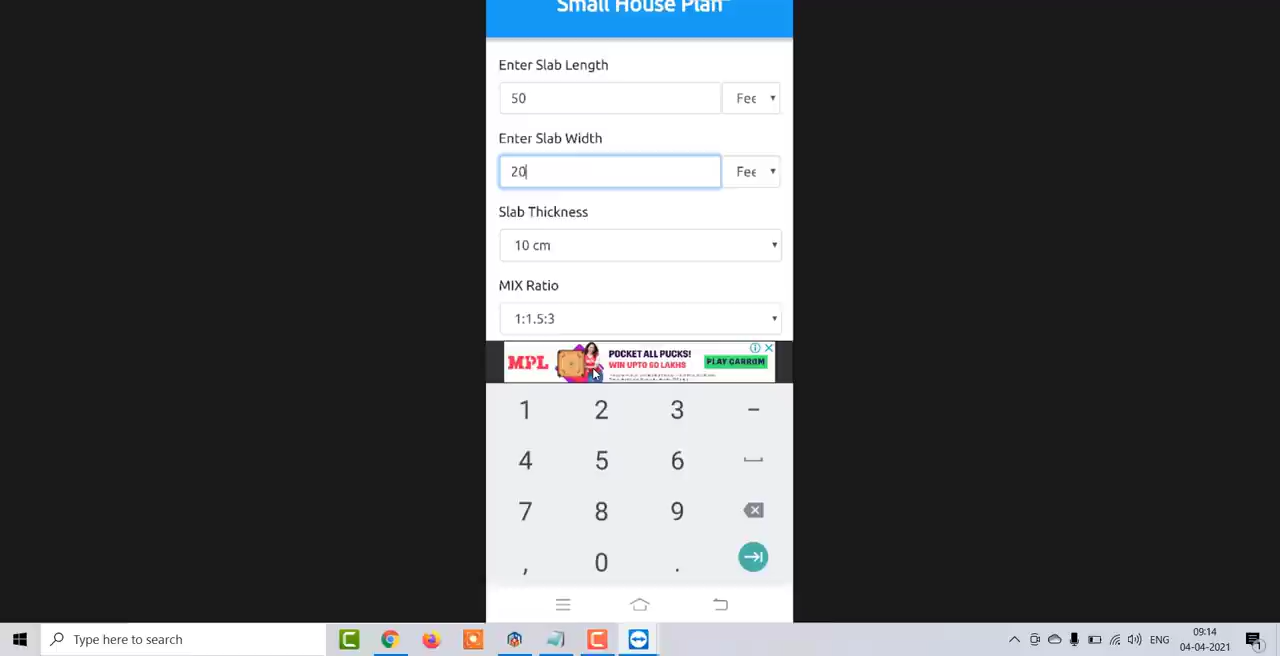 Small House Plan
Enter Slab Length
50
Fee
Enter Slab Width
20
Fee
Slab Thickness
10 cm
MIX Ratio
1:1.5:3
MPL
POCKET ALL PUCKS!
WIN UPTO 60 LAKHS
PLAY CARROM
1 2 3 -
4 5 6
7 8 9
, 0 .
Type here to search
ENG
09:14
04-04-2021
1